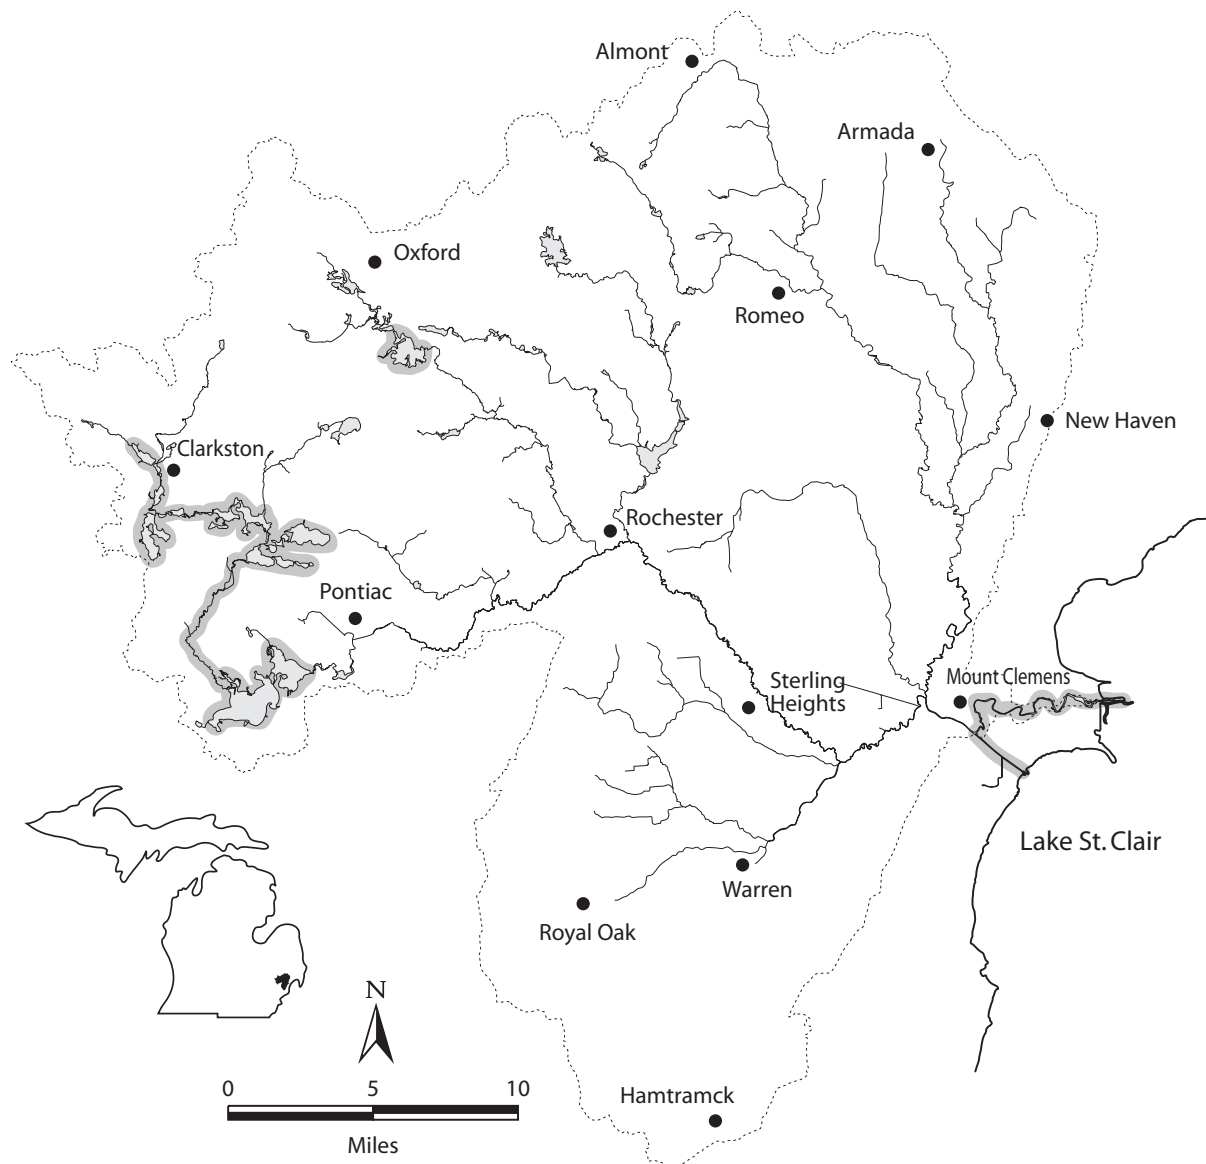 Almont
Armada
Oxford
Romeo
New Haven
Clarkston
Rochester
Pontiac
Mount Clemens
Sterling
Heights
Lake St. Clair
Warren
Royal Oak
N
0 5 10
Miles
Hamtramck